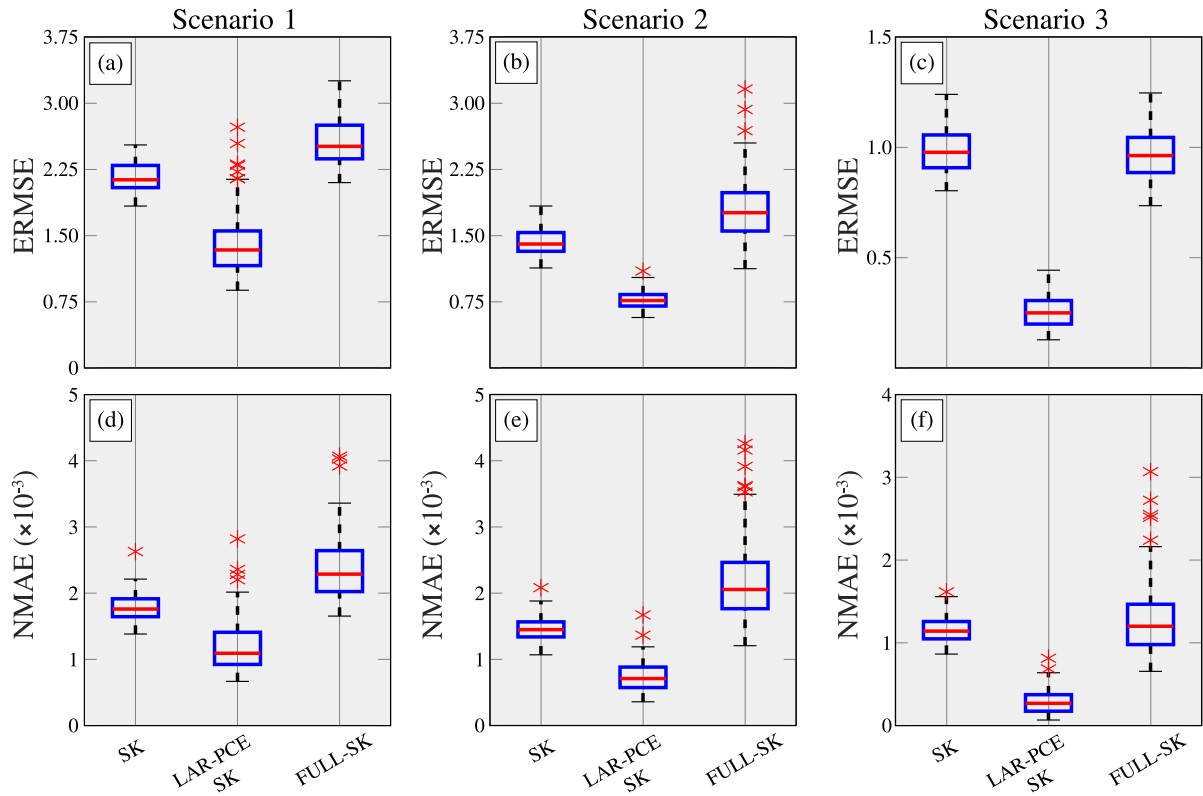 Scenario 1
Scenario 2
Scenario 3
(a)
ERMSE
3.75
3.00
2.25
1.50
0.75
0
(b)
ERMSE
3.75
3.00
2.25
1.50
0.75
(c)
ERMSE
1.5
1.0
0.5
(d)
NMAE (×10⁻³)
5
4
3
2
1
0
SK
LAR-PCE
SK
FULL-SK
(e)
NMAE (×10⁻³)
5
4
3
2
1
0
SK
LAR-PCE
SK
FULL-SK
(f)
NMAE (×10⁻³)
4
3
2
1
0
SK
LAR-PCE
SK
FULL-SK